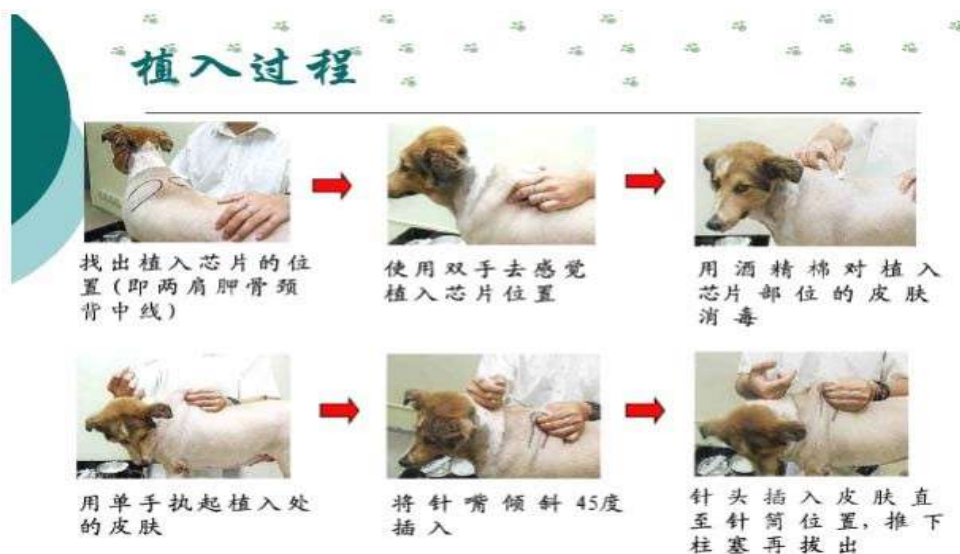 植入过程
找出植入芯片的位
置(即两肩胛骨颈
背中线)
使用双手去感觉
植入芯片位置
用酒精棉对植入
芯片部位的皮肤
消毒
用单手执起植入处
的皮肤
将针嘴倾斜45度
插入
针头插入皮肤直
至针筒位置,推下
柱塞再拔出